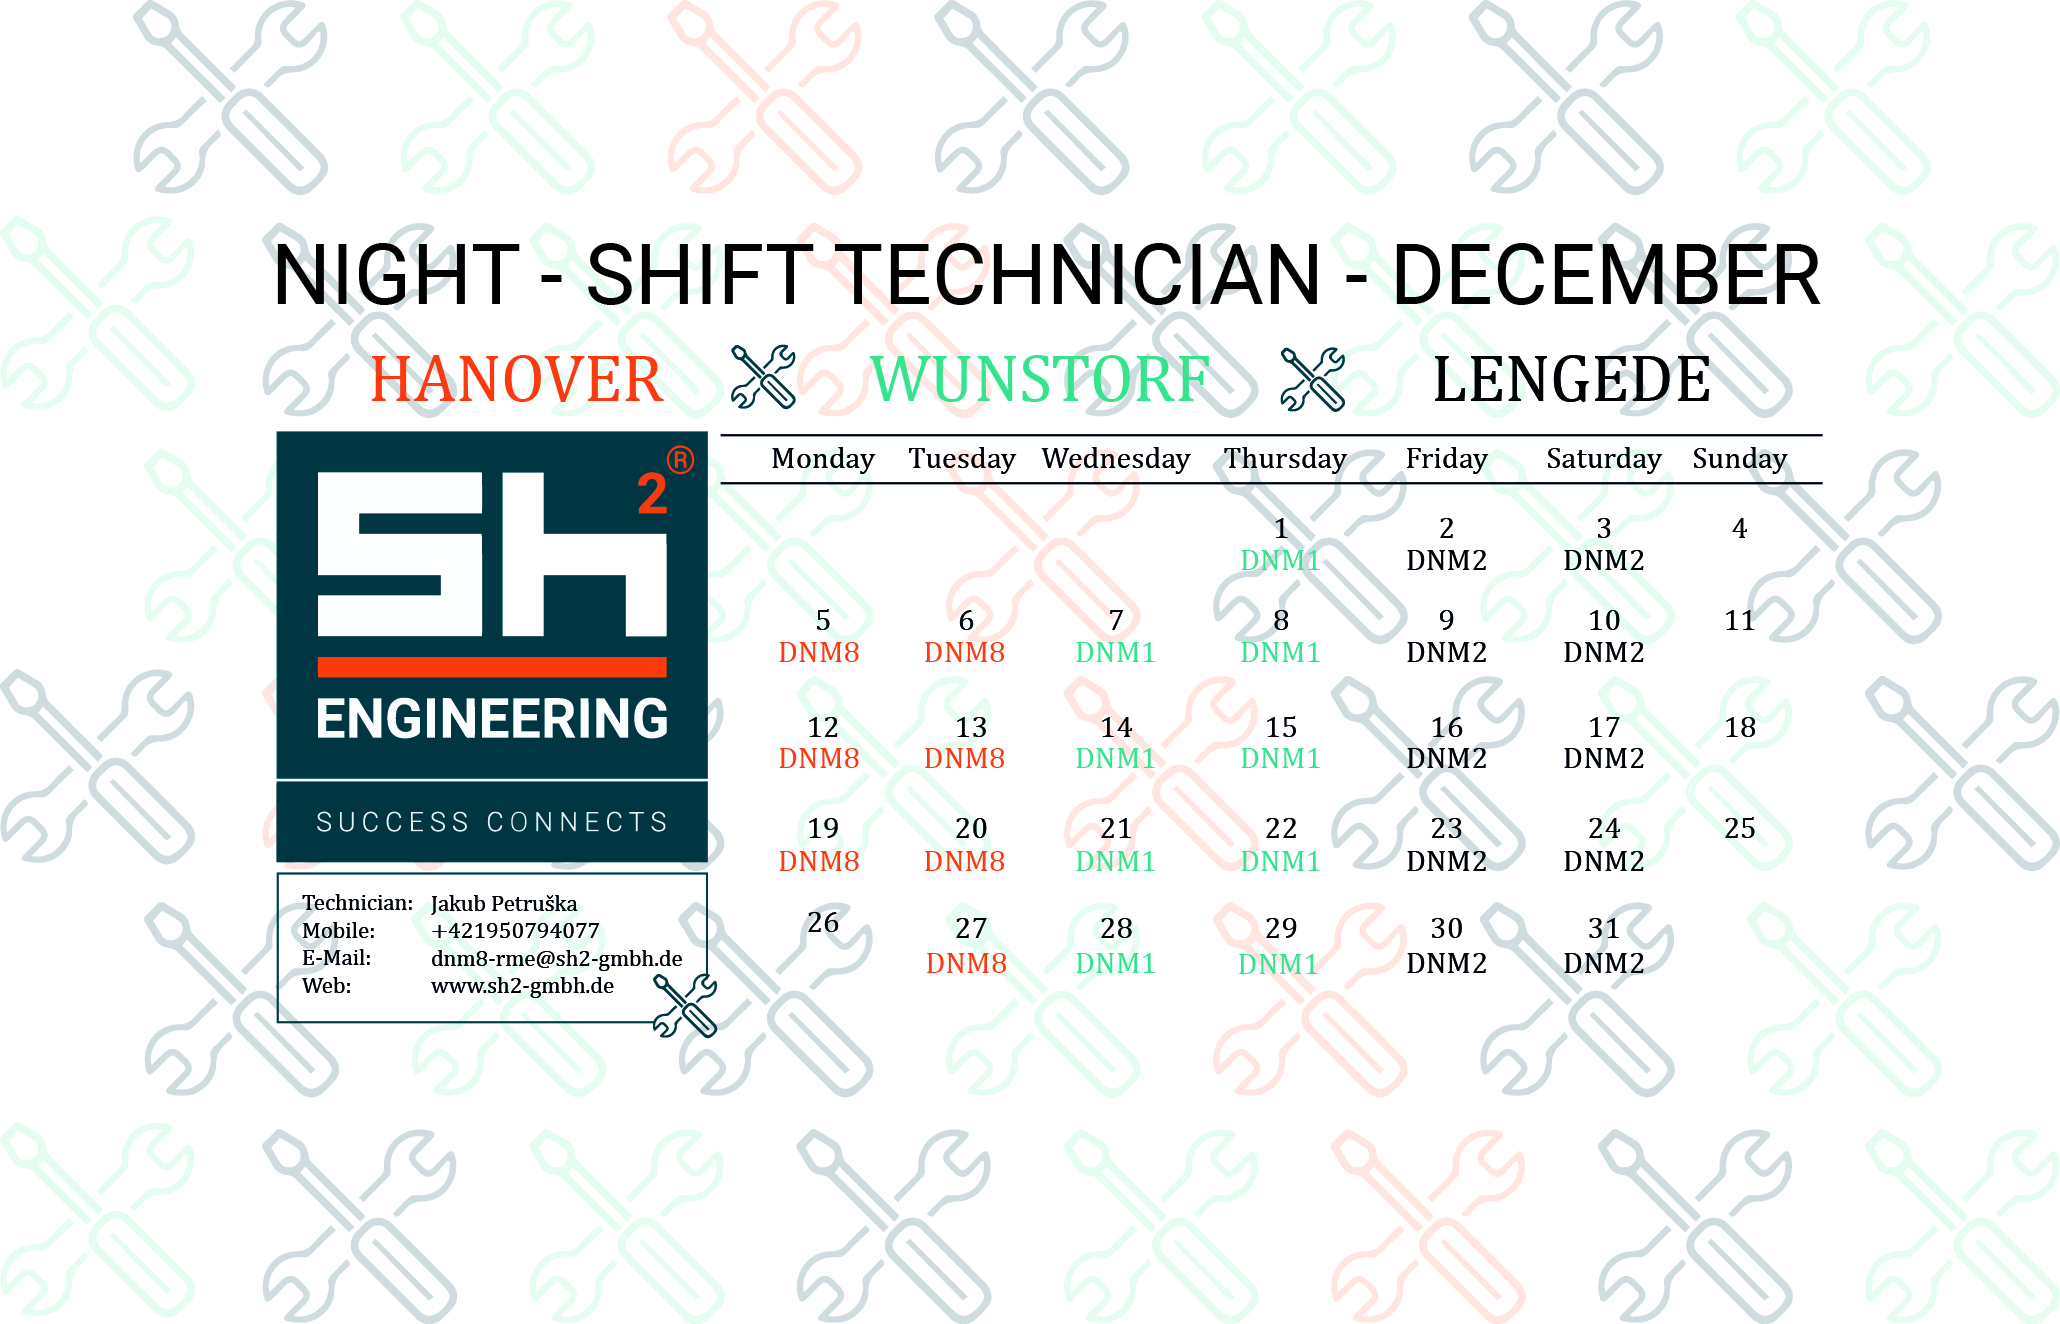 NIGHT - SHIFT TECHNICIAN - DECEMBER
HANOVER WUNSTORF LENGEDE
sh2®
ENGINEERING
SUCCESS CONNECTS
Technician: Jakub Petruška
Mobile: +421950794077
E-Mail: dnm8-rme@sh2-gmbh.de
Web: www.sh2-gmbh.de
Monday Tuesday Wednesday Thursday Friday Saturday Sunday
1 2 3 4
DNM1 DNM2 DNM2
5 6 7 8 9 10 11
DNM8 DNM8 DNM1 DNM1 DNM2 DNM2
12 13 14 15 16 17 18
DNM8 DNM8 DNM1 DNM1 DNM2 DNM2
19 20 21 22 23 24 25
DNM8 DNM8 DNM1 DNM1 DNM2 DNM2
26 27 28 29 30 31
DNM8 DNM1 DNM1 DNM2 DNM2